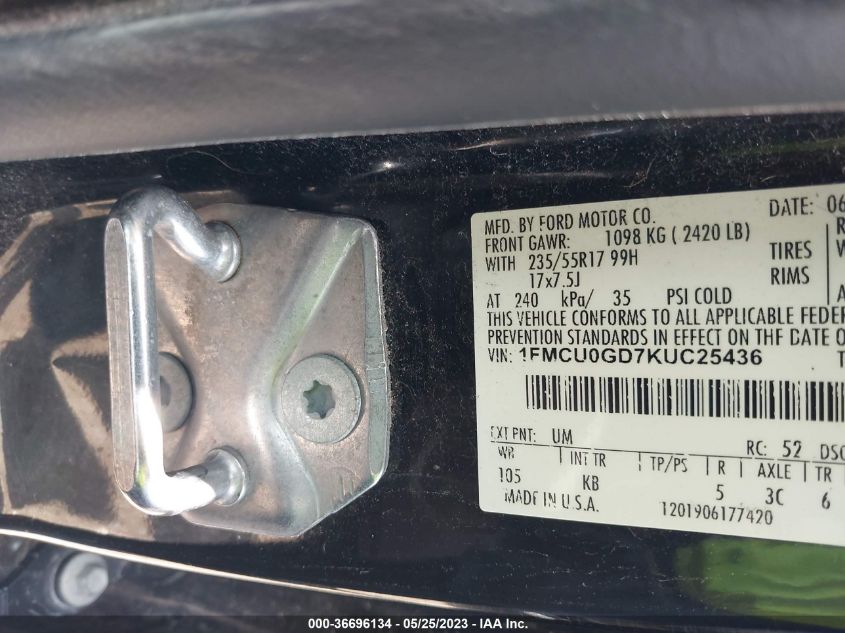 MFD. BY FORD MOTOR CO. DATE: 06
FRONT GAWR: 1098 KG ( 2420 LB)
WITH 235/55R17 99H TIRES
17x7.5J RIMS
AT 240 kPa/ 35 PSI COLD
THIS VEHICLE CONFORMS TO ALL APPLICABLE FEDER
PREVENTION STANDARDS IN EFFECT ON THE DATE O
VIN: 1FMCU0GD7KUC25436
EXT PNT: UM RC: 52 DSO
WB INT TR TP/PS R AXLE TR
105 KB 5 3C 6
MADE IN U.S.A. 1201906177420
000-36696134 / 05/25/2023 - IAA Inc.